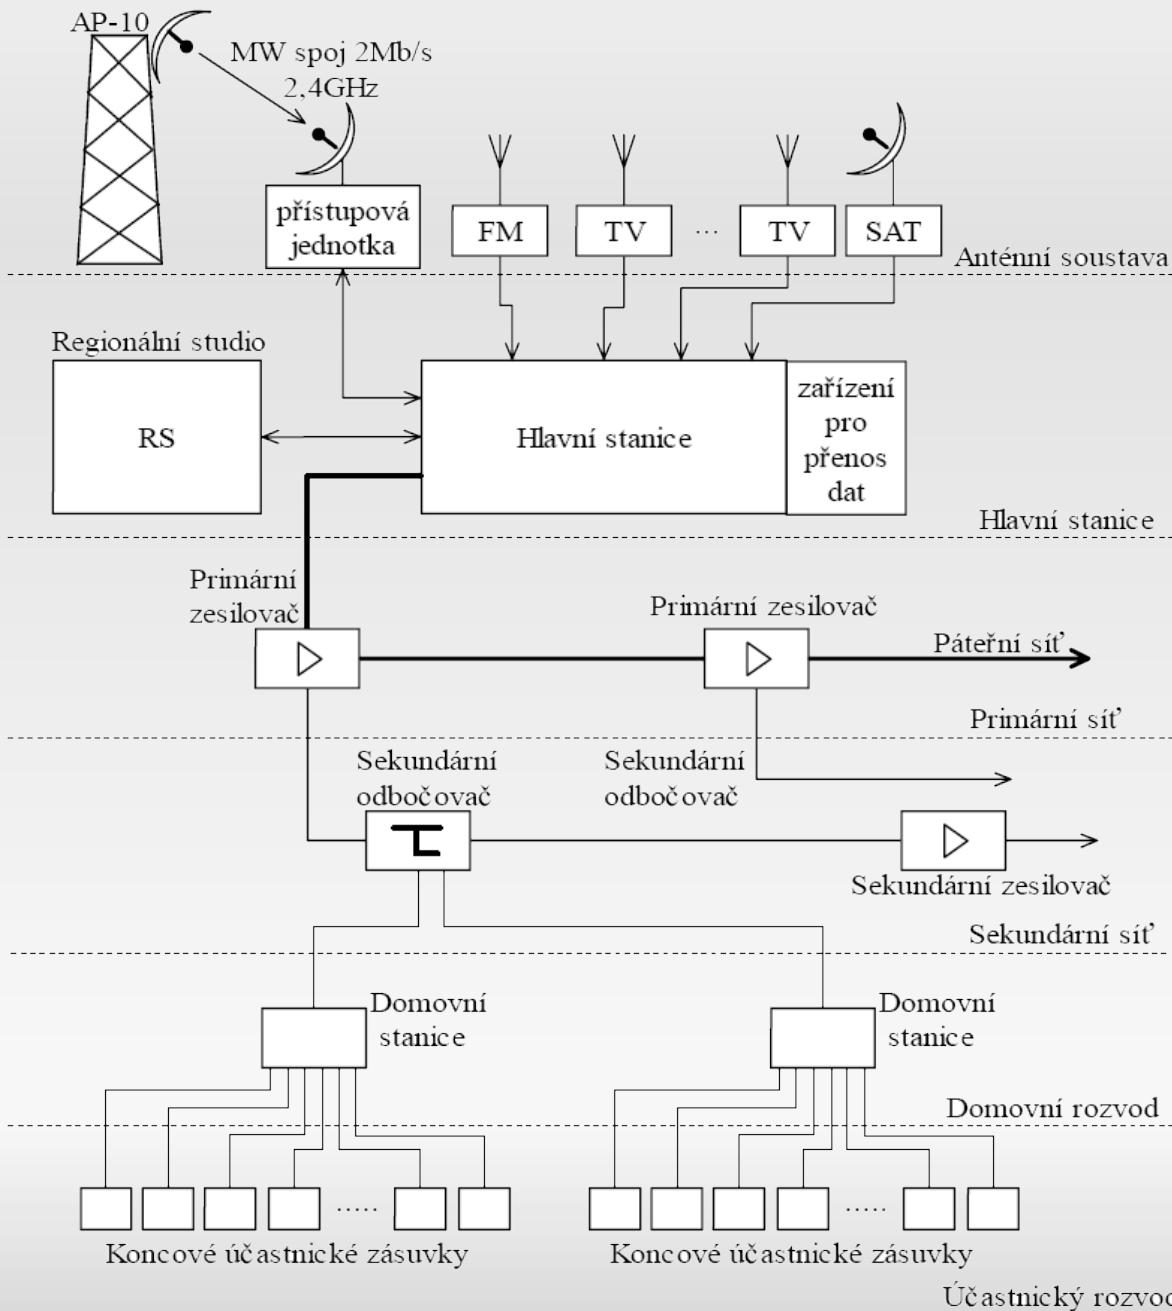 AP-10
MW spoj 2Mb/s
2,4GHz
přístupová
jednotka
FM
TV
...
TV
SAT
Anténní soustava
Regionální studio
RS
Hlavní stanice
zařízení
pro
přenos
dat
Hlavní stanice
Primární
zesilovač
Primární zesilovač
Páteřní síť
Primární síť
Sekundární
odbočovač
Sekundární
odbočovač
Sekundární zesilovač
Sekundární síť
Domovní
stanice
Domovní
stanice
Domovní rozvod
.....
.....
Koncové účastnické zásuvky
Koncové účastnické zásuvky
Účastnický rozvod